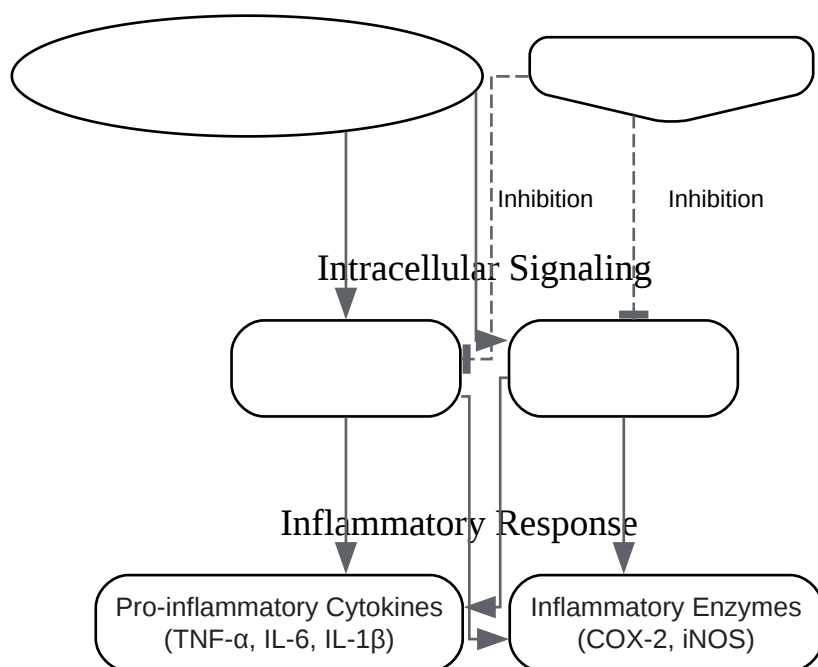 Inhibition
Inhibition
Intracellular Signaling
Inflammatory Response
Pro-inflammatory Cytokines
(TNF-α, IL-6, IL-1β)
Inflammatory Enzymes
(COX-2, iNOS)